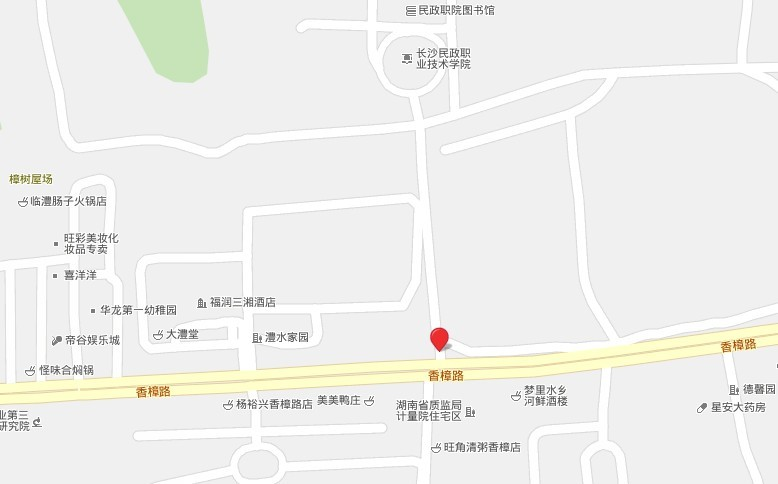 民政职院图书馆
长沙民政职
业技术学院
樟树屋场
临澧肠子火锅店
旺彩美妆化
妆品专卖
喜洋洋
福润三湘酒店
华龙第一幼稚园
大澧堂
澧水家园
帝谷娱乐城
香樟路
怪味合焖锅
香樟路
香樟路
梦里水乡
河鲜酒楼
德馨园
杨裕兴香樟路店
美美鸭庄
湖南省质监局
计量院住宅区
星安大药房
业第三
研究院
旺角清粥香樟店